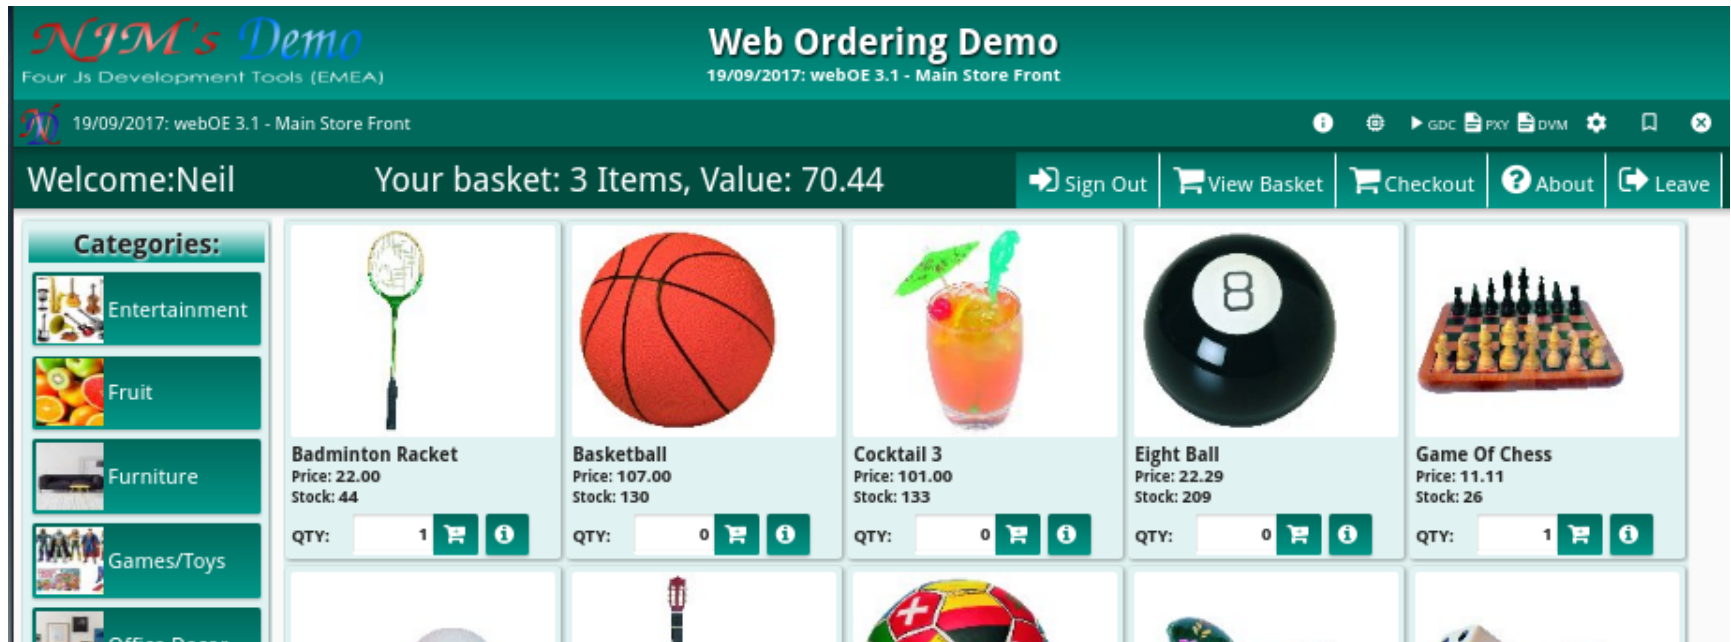 NJM's Demo
Four Js Development Tools (EMEA)
Web Ordering Demo
19/09/2017: webOE 3.1 - Main Store Front
19/09/2017: webOE 3.1 - Main Store Front
GDC PXY DVM
Welcome:Neil
Your basket: 3 Items, Value: 70.44
Sign Out
View Basket
Checkout
About
Leave
Categories:
Entertainment
Fruit
Furniture
Games/Toys
Office Decor
Badminton Racket
Price: 22.00
Stock: 44
QTY: 1
Basketball
Price: 107.00
Stock: 130
QTY: 0
Cocktail 3
Price: 101.00
Stock: 133
QTY: 0
Eight Ball
8
Price: 22.29
Stock: 209
QTY: 0
Game Of Chess
Price: 11.11
Stock: 26
QTY: 1